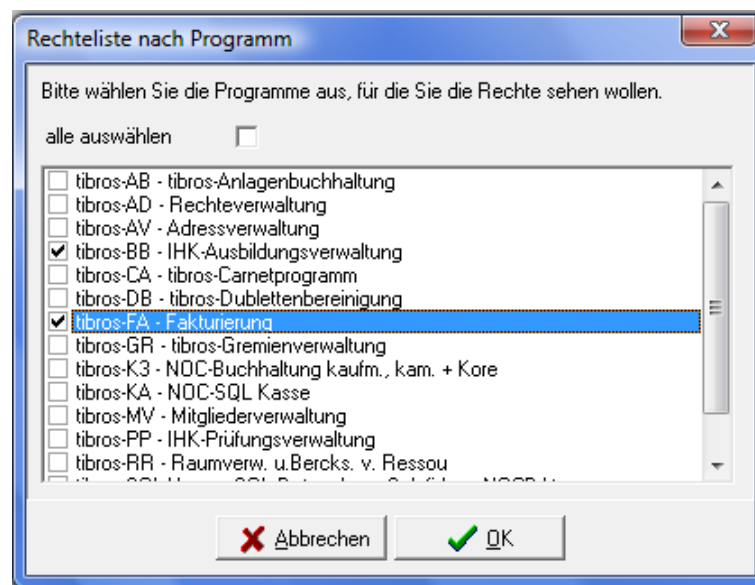 Rechteliste nach Programm
Bitte wählen Sie die Programme aus, für die Sie die Rechte sehen wollen.
alle auswählen
tibros-AB - tibros-Anlagenbuchhaltung
tibros-AD - Rechteverwaltung
tibros-AV - Adressverwaltung
tibros-BB - IHK-Ausbildungsverwaltung
tibros-CA - tibros-Carnetprogramm
tibros-DB - tibros-Dublettenbereinigung
tibros-FA - Fakturierung
tibros-GR - tibros-Gremienverwaltung
tibros-K3 - NOC-Buchhaltung kaufm., kam. + Kore
tibros-KA - NOC-SQL Kasse
tibros-MV - Mitgliederverwaltung
tibros-PP - IHK-Prüfungsverwaltung
tibros-RR - Raumverw. u.Bercks. v. Ressou
Abbrechen OK